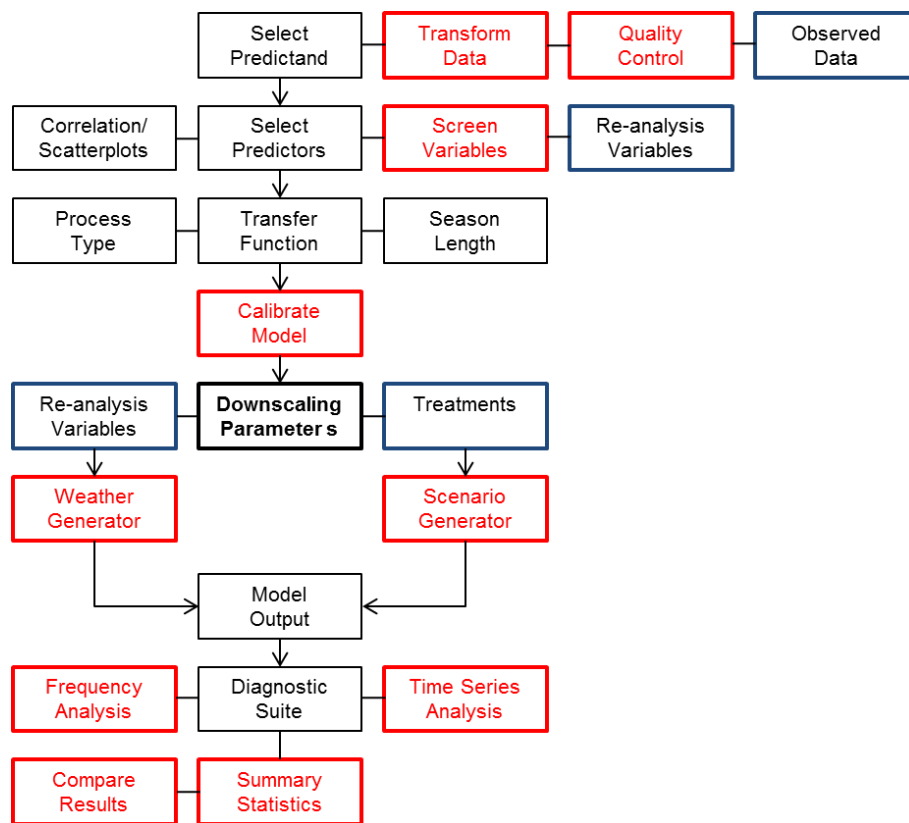 Select
Predictand
Transform
Data
Quality
Control
Observed
Data
Correlation/
Scatterplots
Select
Predictors
Screen
Variables
Re-analysis
Variables
Process
Type
Transfer
Function
Season
Length
Calibrate
Model
Re-analysis
Variables
Downscaling
Parameter s
Treatments
Weather
Generator
Scenario
Generator
Model
Output
Frequency
Analysis
Diagnostic
Suite
Time Series
Analysis
Compare
Results
Summary
Statistics